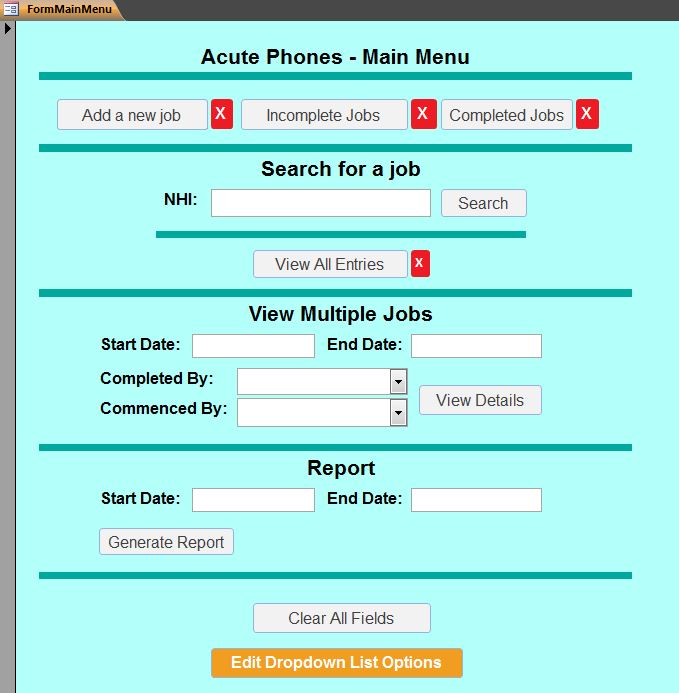 FormMainMenu
Acute Phones - Main Menu
Add a new job X Incomplete Jobs X Completed Jobs X
Search for a job
NHI: Search
View All Entries X
View Multiple Jobs
Start Date: End Date:
Completed By:
Commenced By: View Details
Report
Start Date: End Date:
Generate Report
Clear All Fields
Edit Dropdown List Options